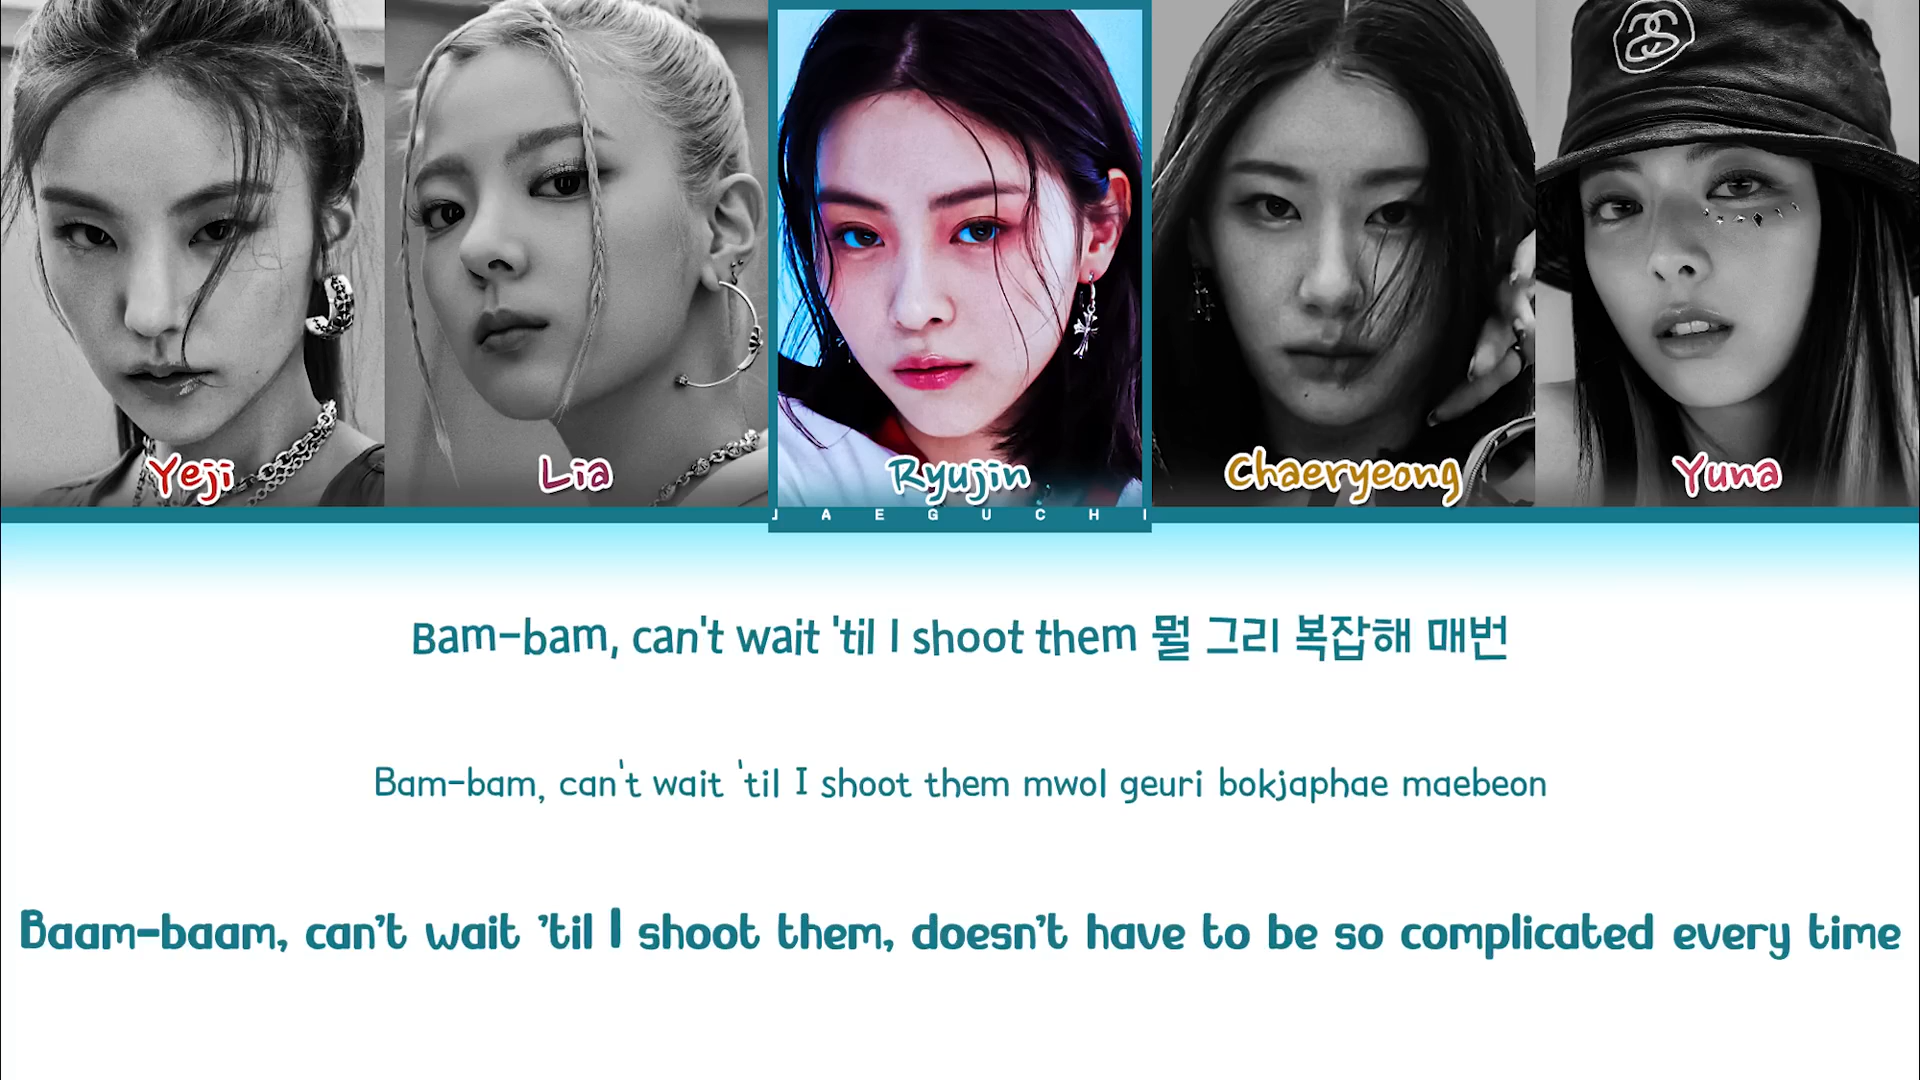 Yeji
Lia
Ryujin
Chaeryeong
Yuna
JAEGUCHI
Bam-bam, can't wait 'til I shoot them 뭘 그리 복잡해 매번
Bam-bam, can't wait 'til I shoot them mwol geuri bokjaphae maebeon
Baam-baam, can't wait 'til I shoot them, doesn't have to be so complicated every time